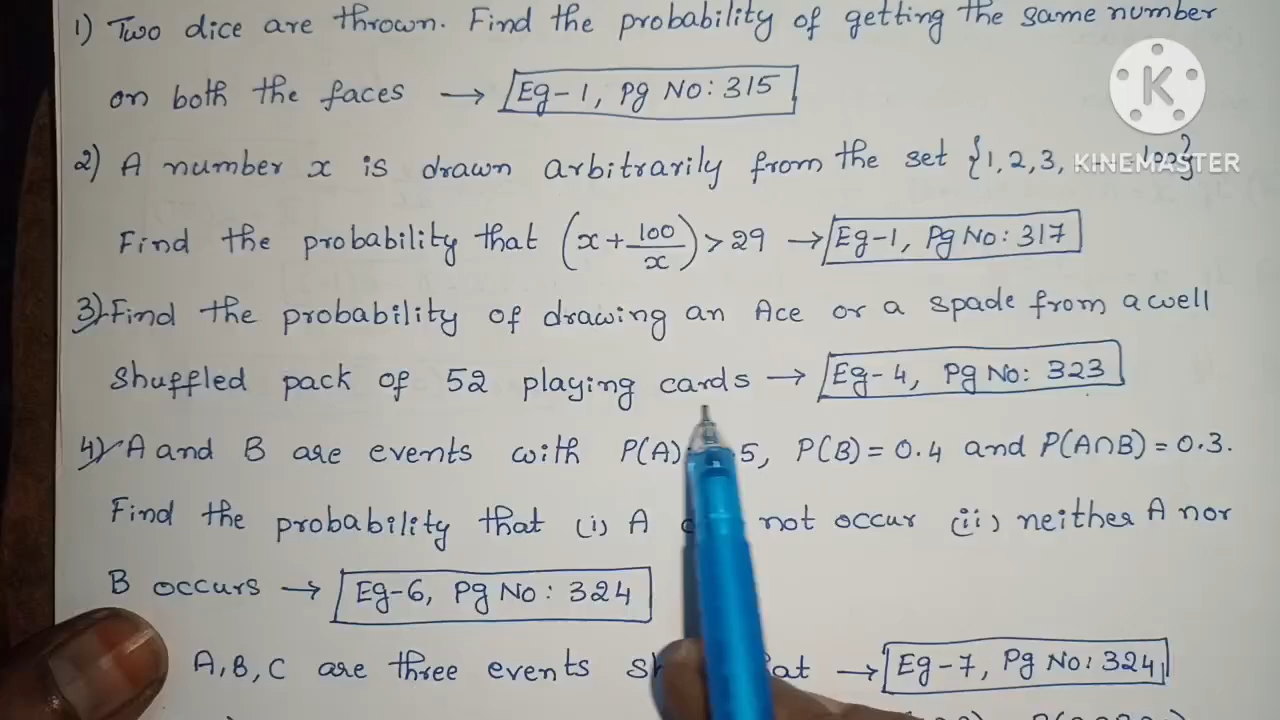 1) Two dice are thrown. Find the probability of getting the same number
on both the faces → Eg-1, Pg No: 315
K
2) A number x is drawn arbitrarily from the set {1, 2, 3,
KINEMASTER
Find the probability that (x + 100/x) > 29 → Eg-1, Pg No: 317
3) Find the probability of drawing an Ace or a spade from a well
shuffled pack of 52 playing cards → Eg-4, Pg No: 323
4) A and B are events with P(A) 5, P(B) = 0.4 and P(A∩B) = 0.3.
Find the probability that (i) A not occur (ii) neither A nor
B occurs → Eg-6, Pg No: 324
A, B, C are three events → Eg-7, Pg No: 324